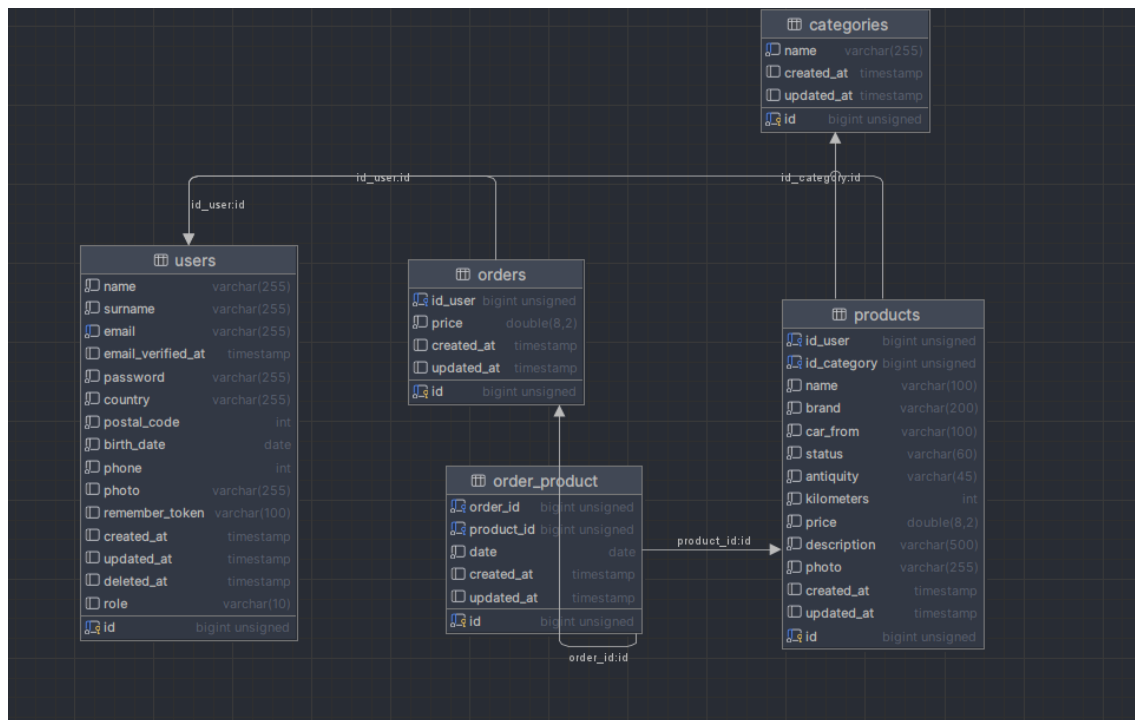 categories
name varchar(255)
created_at timestamp
updated_at timestamp
id bigint unsigned
id_user:id
id_category:id
id_user:id
users
name varchar(255)
surname varchar(255)
email varchar(255)
email_verified_at timestamp
password varchar(255)
country varchar(255)
postal_code int
birth_date date
phone int
photo varchar(255)
remember_token varchar(100)
created_at timestamp
updated_at timestamp
deleted_at timestamp
role varchar(10)
id bigint unsigned
orders
id_user bigint unsigned
price double(8,2)
created_at timestamp
updated_at timestamp
id bigint unsigned
products
id_user bigint unsigned
id_category bigint unsigned
name varchar(100)
brand varchar(200)
car_from varchar(100)
status varchar(60)
antiquity varchar(45)
kilometers int
price double(8,2)
description varchar(500)
photo varchar(255)
created_at timestamp
updated_at timestamp
id bigint unsigned
order_product
order_id bigint unsigned
product_id bigint unsigned
date date
created_at timestamp
updated_at timestamp
id bigint unsigned
product_id:id
order_id:id